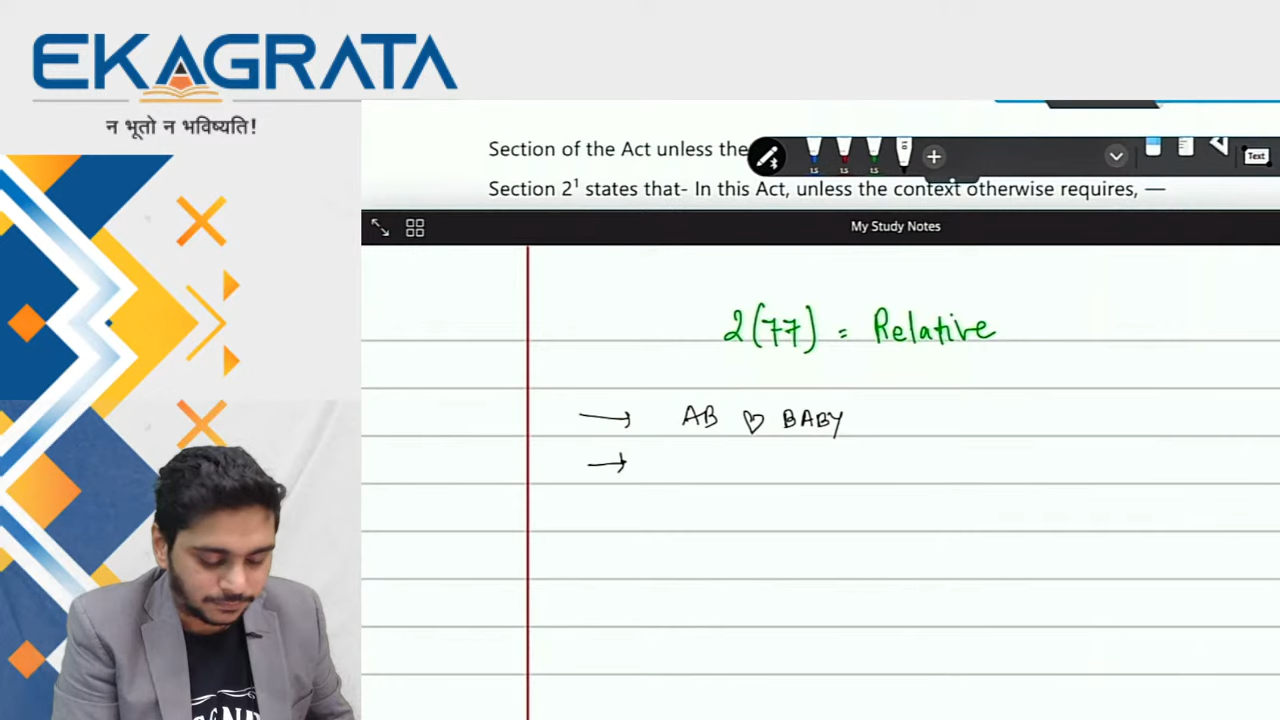 EKAGRATA
न भूतो न भविष्यति!
Section of the Act unless the
Text
Section 2¹ states that- In this Act, unless the context otherwise requires, —
My Study Notes
2(77) = Relative
→ AB ♡ BABY
→